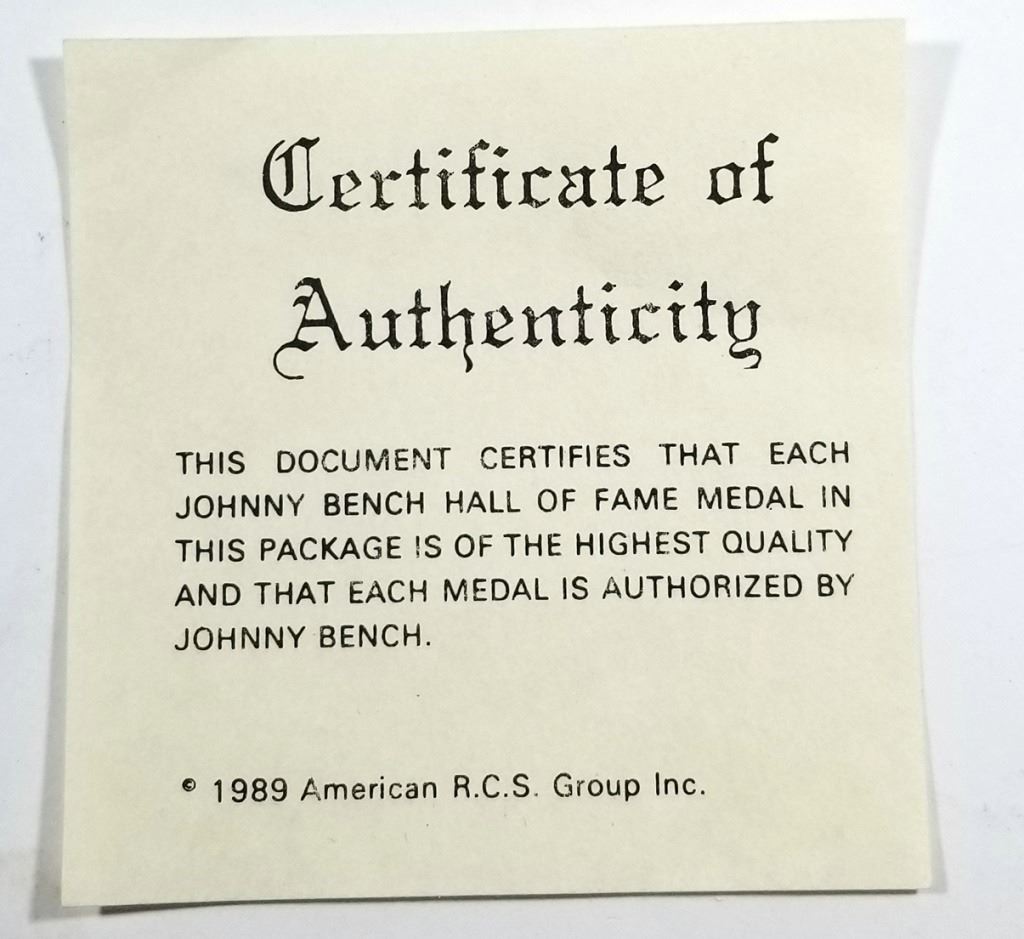 Certificate of
Authenticity
THIS DOCUMENT CERTIFIES THAT EACH
JOHNNY BENCH HALL OF FAME MEDAL IN
THIS PACKAGE IS OF THE HIGHEST QUALITY
AND THAT EACH MEDAL IS AUTHORIZED BY
JOHNNY BENCH.
© 1989 American R.C.S. Group Inc.